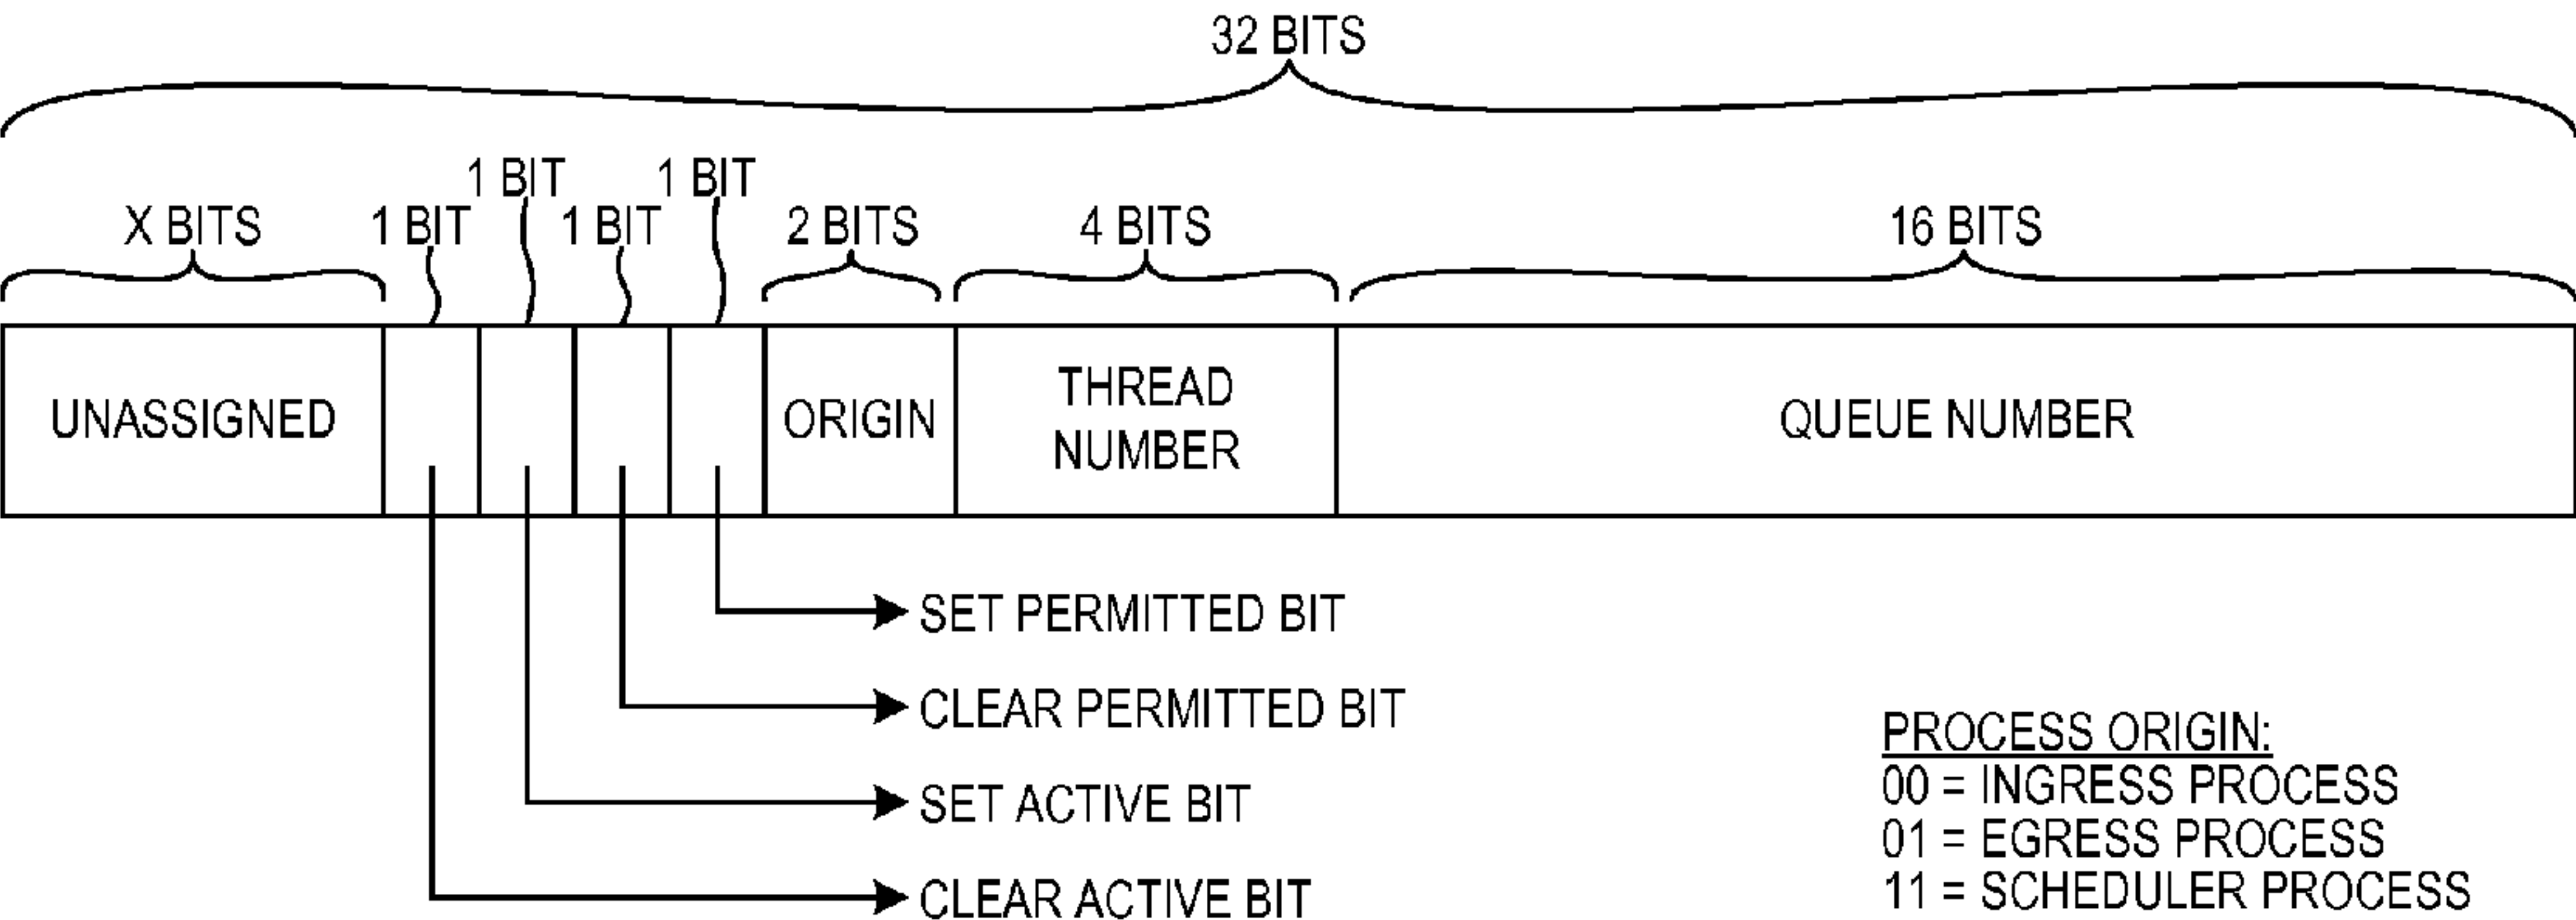 32 BITS
1 BIT
1 BIT
X BITS
1 BIT
1 BIT
2 BITS
4 BITS
16 BITS
UNASSIGNED
ORIGIN
THREAD
NUMBER
QUEUE NUMBER
SET PERMITTED BIT
CLEAR PERMITTED BIT
SET ACTIVE BIT
CLEAR ACTIVE BIT
PROCESS ORIGIN:
00 = INGRESS PROCESS
01 = EGRESS PROCESS
11 = SCHEDULER PROCESS